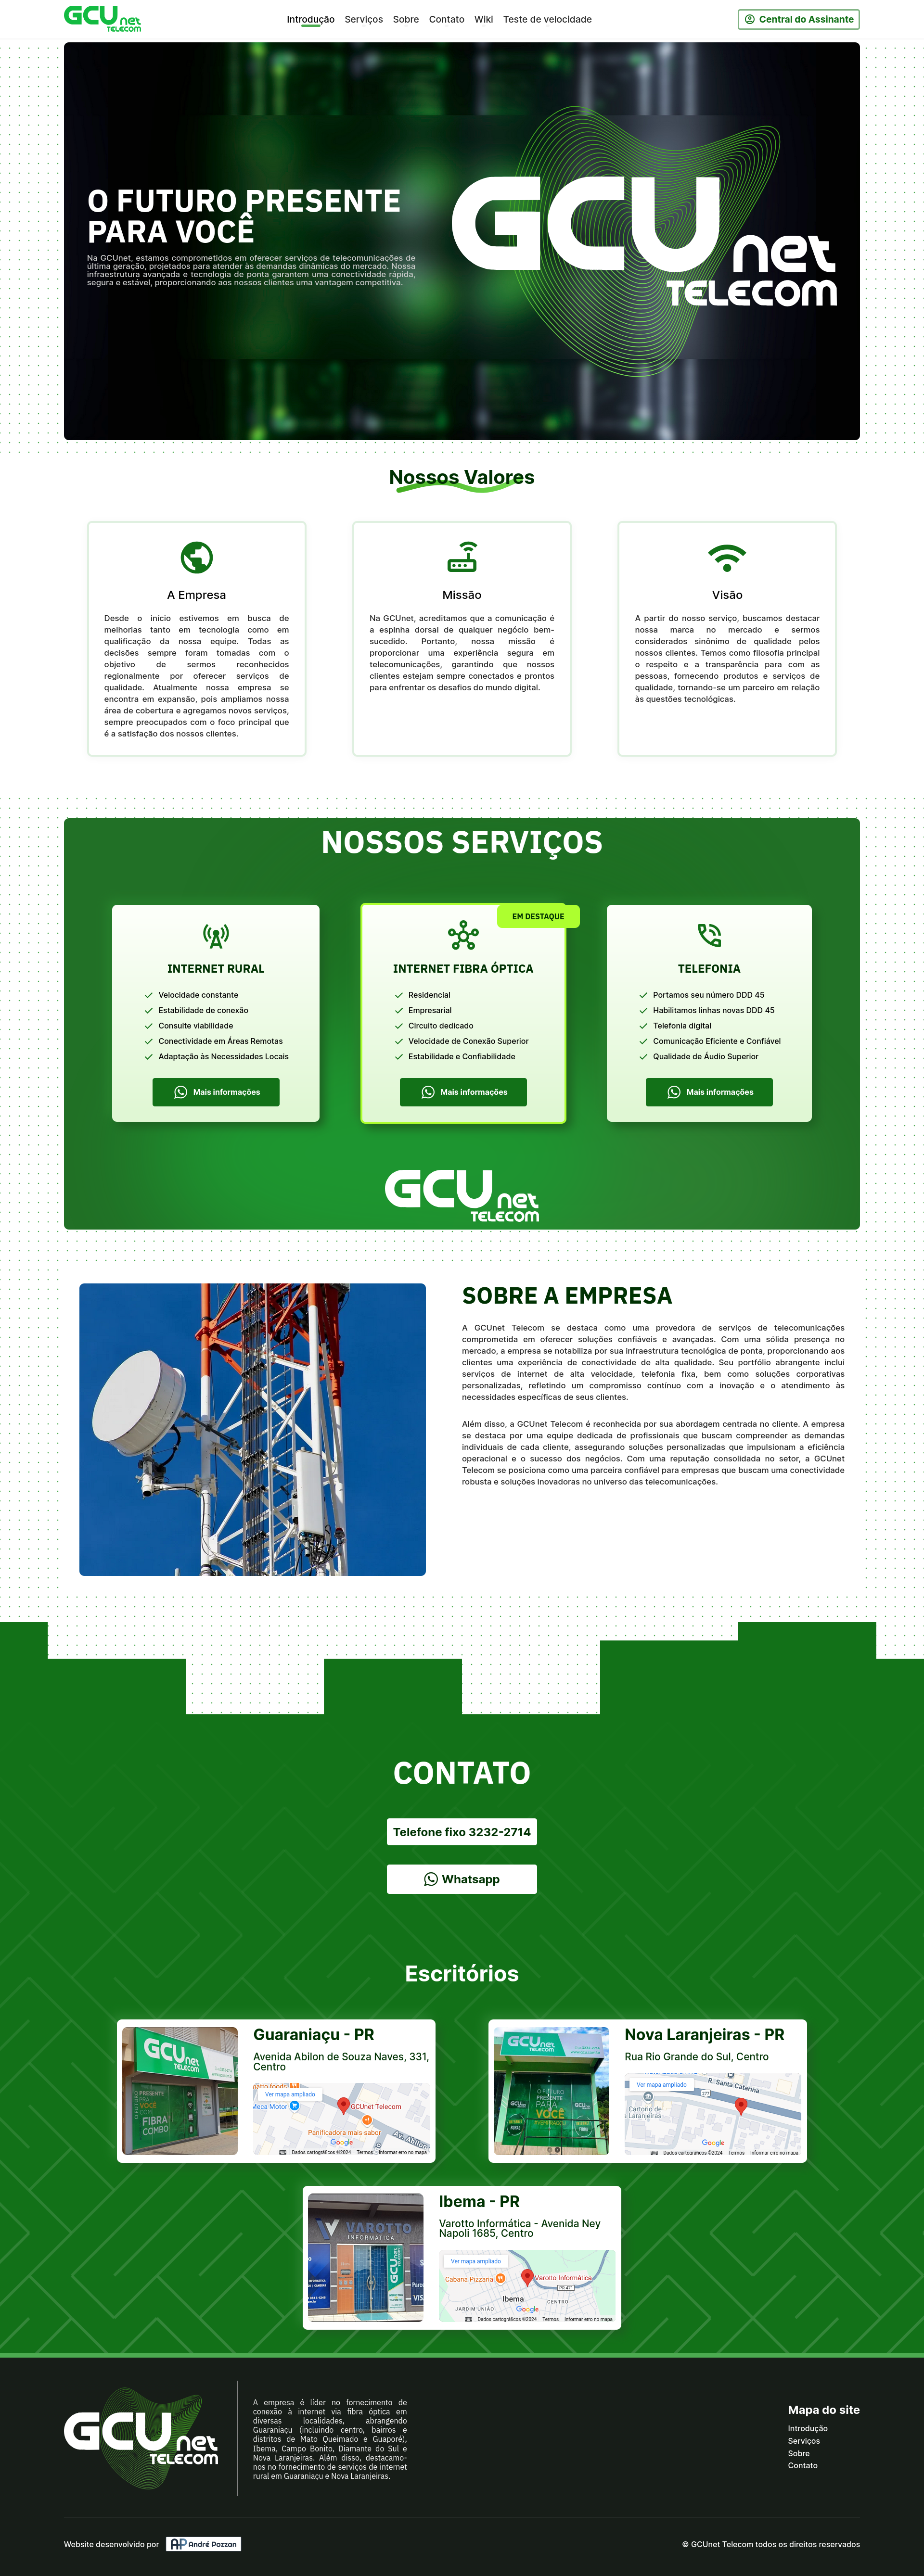 GCU net TELECOM
Introdução Serviços Sobre Contato Wiki Teste de velocidade
Central do Assinante
O FUTURO PRESENTE
PARA VOCÊ
Na GCUnet, estamos comprometidos em oferecer serviços de telecomunicações de
última geração, projetados para atender às demandas dinâmicas do mercado. Nossa
infraestrutura avançada e tecnologia de ponta garantem uma conectividade rápida,
segura e estável, proporcionando aos nossos clientes uma vantagem competitiva.
GCU net
TELECOM
Nossos Valores
A Empresa
Desde o início estivemos em busca de
melhorias tanto em tecnologia como em
qualificação da nossa equipe. Todas as
decisões sempre foram tomadas com o
objetivo de sermos reconhecidos
regionalmente por oferecer serviços de
qualidade. Atualmente nossa empresa se
encontra em expansão, pois ampliamos nossa
área de cobertura e agregamos novos serviços,
sempre preocupados com o foco principal que
é a satisfação dos nossos clientes.
Missão
Na GCUnet, acreditamos que a comunicação é
a espinha dorsal de qualquer negócio bem-
sucedido. Portanto, nossa missão é
proporcionar uma experiência segura em
telecomunicações, garantindo que nossos
clientes estejam sempre conectados e prontos
para enfrentar os desafios do mundo digital.
Visão
A partir do nosso serviço, buscamos destacar
nossa marca no mercado e sermos
considerados sinônimo de qualidade pelos
nossos clientes. Temos como filosofia principal
o respeito e a transparência para com as
pessoas, fornecendo produtos e serviços de
qualidade, tornando-se um parceiro em relação
às questões tecnológicas.
NOSSOS SERVIÇOS
INTERNET RURAL
Velocidade constante
Estabilidade de conexão
Consulte viabilidade
Conectividade em Áreas Remotas
Adaptação às Necessidades Locais
Mais informações
EM DESTAQUE
INTERNET FIBRA ÓPTICA
Residencial
Empresarial
Circuito dedicado
Velocidade de Conexão Superior
Estabilidade e Confiabilidade
Mais informações
TELEFONIA
Portamos seu número DDD 45
Habilitamos linhas novas DDD 45
Telefonia digital
Comunicação Eficiente e Confiável
Qualidade de Áudio Superior
Mais informações
GCU net
TELECOM
SOBRE A EMPRESA
A GCUnet Telecom se destaca como uma provedora de serviços de telecomunicações
comprometida em oferecer soluções confiáveis e avançadas. Com uma sólida presença no
mercado, a empresa se notabiliza por sua infraestrutura tecnológica de ponta, proporcionando aos
clientes uma experiência de conectividade de alta qualidade. Seu portfólio abrangente inclui
serviços de internet de alta velocidade, telefonia fixa, bem como soluções corporativas
personalizadas, refletindo um compromisso contínuo com a inovação e o atendimento às
necessidades específicas de seus clientes.
Além disso, a GCUnet Telecom é reconhecida por sua abordagem centrada no cliente. A empresa
se destaca por uma equipe dedicada de profissionais que buscam compreender as demandas
individuais de cada cliente, assegurando soluções personalizadas que impulsionam a eficiência
operacional e o sucesso dos negócios. Com uma reputação consolidada no setor, a GCUnet
Telecom se posiciona como uma parceira confiável para empresas que buscam uma conectividade
robusta e soluções inovadoras no universo das telecomunicações.
CONTATO
Telefone fixo 3232-2714
Whatsapp
Escritórios
GCU net
TELECOM
FIBRA
COMBO
Guaraniaçu - PR
Avenida Abilon de Souza Naves, 331,
Centro
Ver mapa ampliado
Meca Motor
GCUnet Telecom
Panificadora mais sabor
Av. Abilon
Google
Dados cartográficos ©2024 Termos Informar erro no mapa
GCU net
TELECOM
O FUTURO
PRESENTE
PARA
VOCÊ
Nova Laranjeiras - PR
Rua Rio Grande do Sul, Centro
Ver mapa ampliado
R. Santa Catarina
277
Cartório de
Laranjeiras
Google
Dados cartográficos ©2024 Termos Informar erro no mapa
VAROTTO
INFORMÁTICA
GCU net
Ibema - PR
Varotto Informática - Avenida Ney
Napoli 1685, Centro
Ver mapa ampliado
Cabana Pizzaria
Varotto Informática
PR-471
Ibema
CENTRO
JARDIM UNIÃO
Google
Dados cartográficos ©2024 Termos Informar erro no mapa
GCU net
TELECOM
A empresa é líder no fornecimento de
conexão à internet via fibra óptica em
diversas localidades, abrangendo
Guaraniaçu (incluindo centro, bairros e
distritos de Mato Queimado e Guaporé),
Ibema, Campo Bonito, Diamante do Sul e
Nova Laranjeiras. Além disso, destacamo-
nos no fornecimento de serviços de internet
rural em Guaraniaçu e Nova Laranjeiras.
Mapa do site
Introdução
Serviços
Sobre
Contato
Website desenvolvido por AP André Pozzan
© GCUnet Telecom todos os direitos reservados